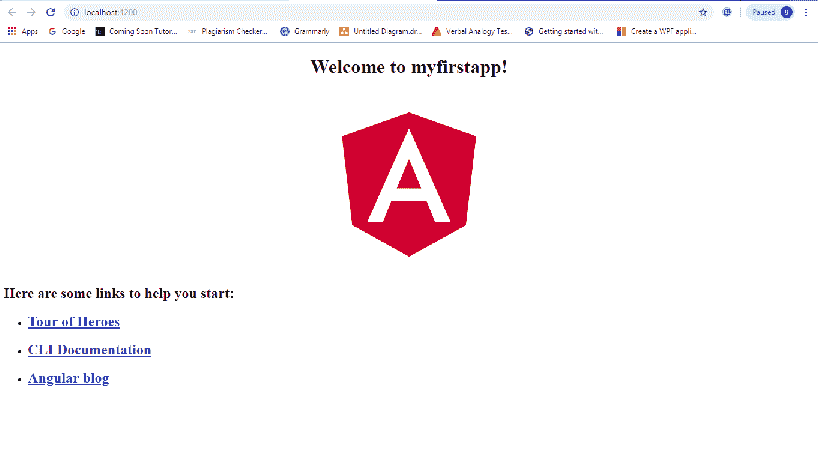 localhost:4200
Paused
g
Apps
Google
Coming Soon Tutor...
Plagiarism Checker...
Grammarly
Untitled Diagram.dr...
Verbal Analogy Tes...
Getting started wit...
Create a WPF appli...
Welcome to myfirstapp!
A
Here are some links to help you start:
Tour of Heroes
CLI Documentation
Angular blog